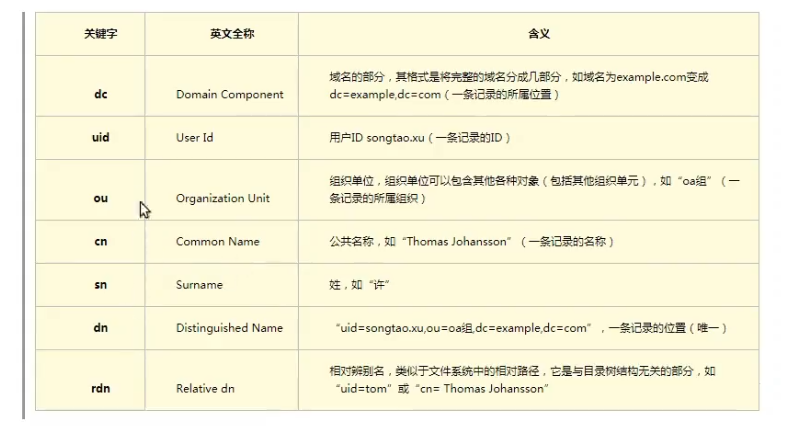 关键字 英文全称 含义
域名的部分，其格式是将完整的域名分成几部分，如域名为example.com变成
dc Domain Component dc=example,dc=com（一条记录的所属位置）
uid User Id 用户ID songtao.xu（一条记录的ID）
组织单位，组织单位可以包含其他各种对象（包括其他组织单元），如“oa组”（一
ou Organization Unit 条记录的所属组织）
cn Common Name 公共名称，如“Thomas Johansson”（一条记录的名称）
sn Surname 姓，如“许”
dn Distinguished Name “uid=songtao.xu,ou=oa组,dc=example,dc=com”，一条记录的位置（唯一）
相对辨别名，类似于文件系统中的相对路径，它是与目录树结构无关的部分，如
rdn Relative dn “uid=tom”或“cn= Thomas Johansson”